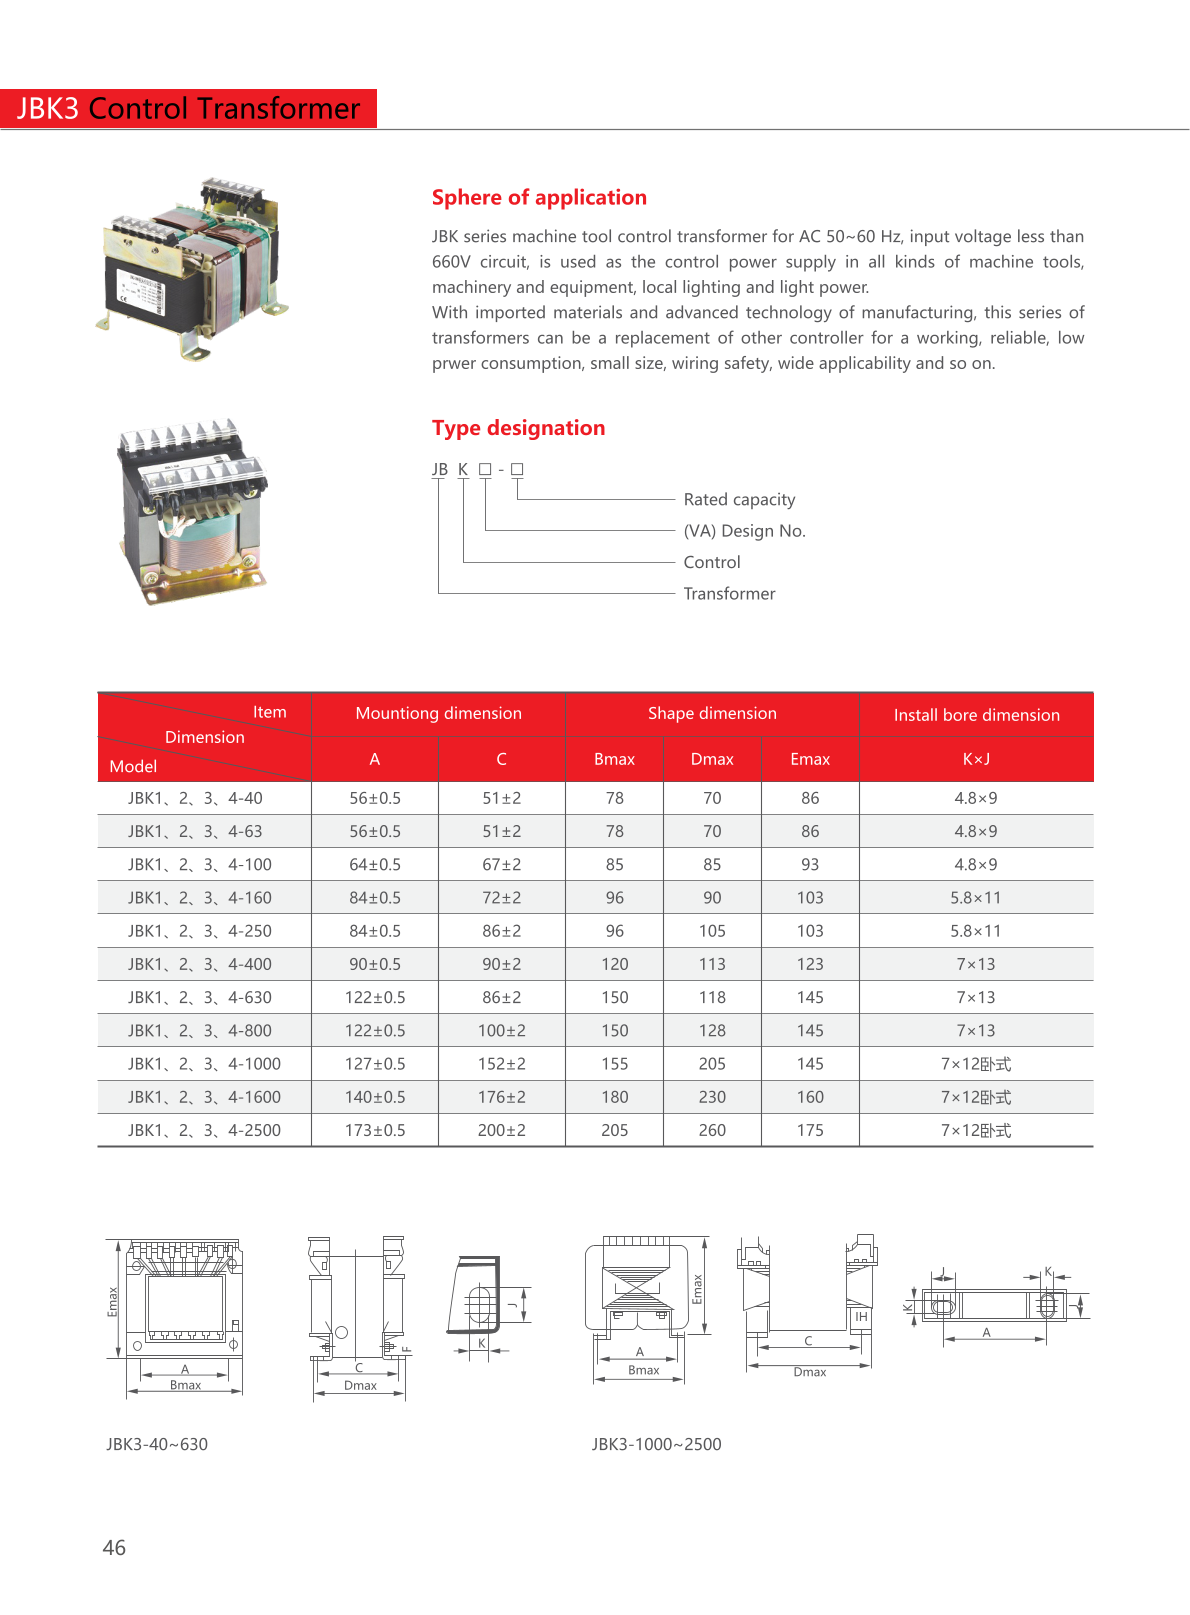 JBK3 Control Transformer
Sphere of application
JBK series machine tool control transformer for AC 50~60 Hz, input voltage less than
660V circuit, is used as the control power supply in all kinds of machine tools,
machinery and equipment, local lighting and light power.
With imported materials and advanced technology of manufacturing, this series of
transformers can be a replacement of other controller for a working, reliable, low
prwer consumption, small size, wiring safety, wide applicability and so on.
Type designation
JB K □ - □
Rated capacity
(VA) Design No.
Control
Transformer
Item Mountiong dimension Shape dimension Install bore dimension
Dimension
Model A C Bmax Dmax Emax K×J
JBK1、2、3、4-40 56±0.5 51±2 78 70 86 4.8×9
JBK1、2、3、4-63 56±0.5 51±2 78 70 86 4.8×9
JBK1、2、3、4-100 64±0.5 67±2 85 85 93 4.8×9
JBK1、2、3、4-160 84±0.5 72±2 96 90 103 5.8×11
JBK1、2、3、4-250 84±0.5 86±2 96 105 103 5.8×11
JBK1、2、3、4-400 90±0.5 90±2 120 113 123 7×13
JBK1、2、3、4-630 122±0.5 86±2 150 118 145 7×13
JBK1、2、3、4-800 122±0.5 100±2 150 128 145 7×13
JBK1、2、3、4-1000 127±0.5 152±2 155 205 145 7×12卧式
JBK1、2、3、4-1600 140±0.5 176±2 180 230 160 7×12卧式
JBK1、2、3、4-2500 173±0.5 200±2 205 260 175 7×12卧式
Emax
A
Bmax
F
C
Dmax
J
K
Emax
A
Bmax
IH
C
Dmax
J K
K J
A
JBK3-40~630 JBK3-1000~2500
46